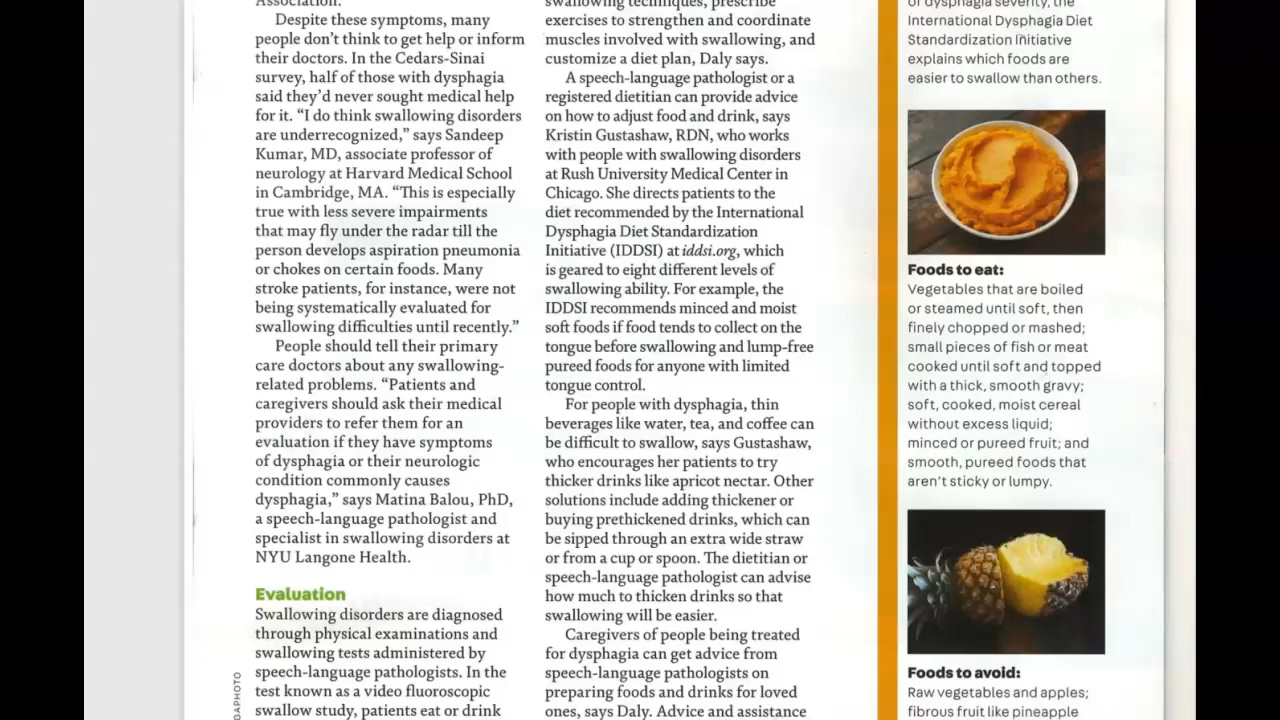 Association.
Despite these symptoms, many
people don't think to get help or inform
their doctors. In the Cedars-Sinai
survey, half of those with dysphagia
said they'd never sought medical help
for it. “I do think swallowing disorders
are underrecognized,” says Sandeep
Kumar, MD, associate professor of
neurology at Harvard Medical School
in Cambridge, MA. “This is especially
true with less severe impairments
that may fly under the radar till the
person develops aspiration pneumonia
or chokes on certain foods. Many
stroke patients, for instance, were not
being systematically evaluated for
swallowing difficulties until recently.”
People should tell their primary
care doctors about any swallowing-
related problems. “Patients and
caregivers should ask their medical
providers to refer them for an
evaluation if they have symptoms
of dysphagia or their neurologic
condition commonly causes
dysphagia,” says Matina Balou, PhD,
a speech-language pathologist and
specialist in swallowing disorders at
NYU Langone Health.
Evaluation
Swallowing disorders are diagnosed
through physical examinations and
swallowing tests administered by
speech-language pathologists. In the
test known as a video fluoroscopic
swallow study, patients eat or drink
swallowing techniques, prescribe
exercises to strengthen and coordinate
muscles involved with swallowing, and
customize a diet plan, Daly says.
A speech-language pathologist or a
registered dietitian can provide advice
on how to adjust food and drink, says
Kristin Gustashaw, RDN, who works
with people with swallowing disorders
at Rush University Medical Center in
Chicago. She directs patients to the
diet recommended by the International
Dysphagia Diet Standardization
Initiative (IDDSI) at iddsi.org, which
is geared to eight different levels of
swallowing ability. For example, the
IDDSI recommends minced and moist
soft foods if food tends to collect on the
tongue before swallowing and lump-free
pureed foods for anyone with limited
tongue control.
For people with dysphagia, thin
beverages like water, tea, and coffee can
be difficult to swallow, says Gustashaw,
who encourages her patients to try
thicker drinks like apricot nectar. Other
solutions include adding thickener or
buying prethickened drinks, which can
be sipped through an extra wide straw
or from a cup or spoon. The dietitian or
speech-language pathologist can advise
how much to thicken drinks so that
swallowing will be easier.
Caregivers of people being treated
for dysphagia can get advice from
speech-language pathologists on
preparing foods and drinks for loved
ones, says Daly. Advice and assistance
of dysphagia severity, the
International Dysphagia Diet
Standardization Initiative
explains which foods are
easier to swallow than others.
Foods to eat:
Vegetables that are boiled
or steamed until soft, then
finely chopped or mashed;
small pieces of fish or meat
cooked until soft and topped
with a thick, smooth gravy;
soft, cooked, moist cereal
without excess liquid;
minced or pureed fruit; and
smooth, pureed foods that
aren't sticky or lumpy.
Foods to avoid:
Raw vegetables and apples;
fibrous fruit like pineapple